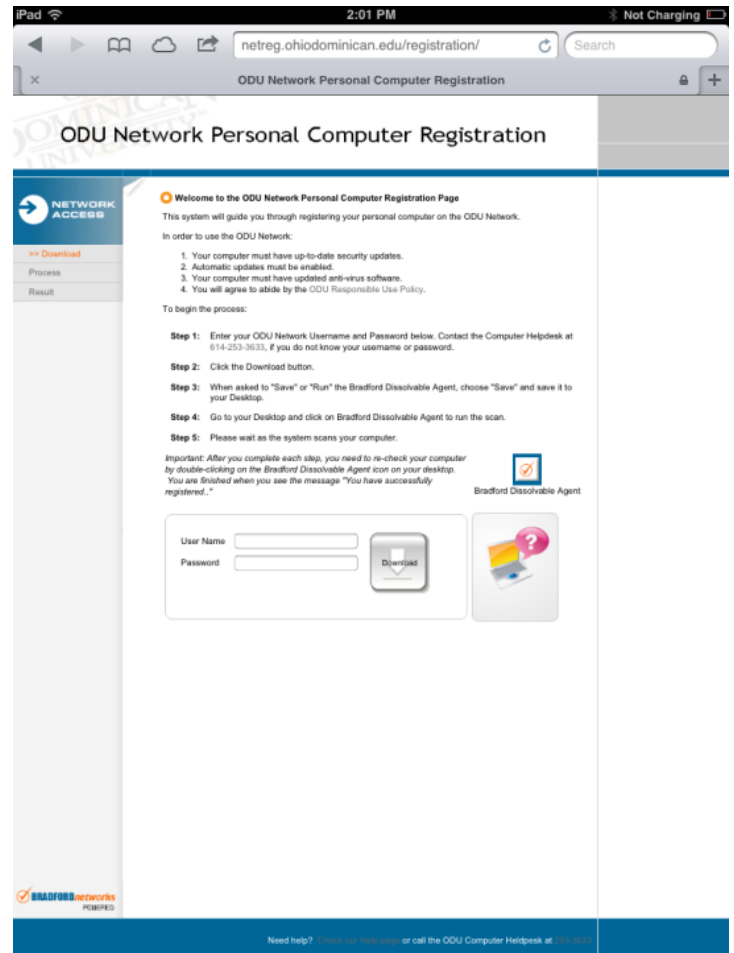 iPad
2:01 PM
Not Charging
netreg.ohiodominican.edu/registration/
Search
ODU Network Personal Computer Registration
DOMINICAN
UNIVERSITY
ODU Network Personal Computer Registration
NETWORK
ACCESS
>> Download
Process
Result
Welcome to the ODU Network Personal Computer Registration Page
This system will guide you through registering your personal computer on the ODU Network.
In order to use the ODU Network:
1. Your computer must have up-to-date security updates.
2. Automatic updates must be enabled.
3. Your computer must have updated anti-virus software.
4. You will agree to abide by the ODU Responsible Use Policy.
To begin the process:
Step 1: Enter your ODU Network Username and Password below. Contact the Computer Helpdesk at
614-253-3633, if you do not know your username or password.
Step 2: Click the Download button.
Step 3: When asked to "Save" or "Run" the Bradford Dissolvable Agent, choose "Save" and save it to
your Desktop.
Step 4: Go to your Desktop and click on Bradford Dissolvable Agent to run the scan.
Step 5: Please wait as the system scans your computer.
Important: After you complete each step, you need to re-check your computer
by double-clicking on the Bradford Dissolvable Agent icon on your desktop.
You are finished when you see the message "You have successfully
registered.."
Bradford Dissolvable Agent
User Name
Password
Download
?
BRADFORD networks
POWERED
Need help? Check our Help page or call the ODU Computer Heldpesk at 253-3633